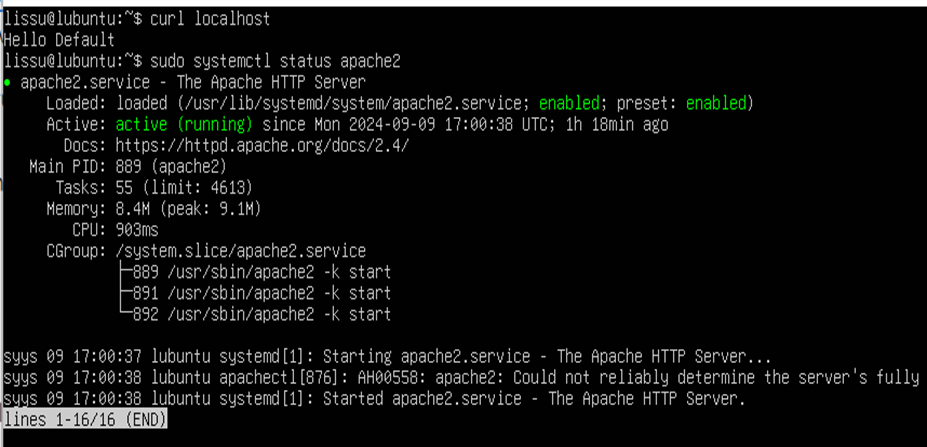 lissu@lubuntu:~$ curl localhost
Hello Default
lissu@lubuntu:~$ sudo systemctl status apache2
● apache2.service - The Apache HTTP Server
     Loaded: loaded (/usr/lib/systemd/system/apache2.service; enabled; preset: enabled)
     Active: active (running) since Mon 2024-09-09 17:00:38 UTC; 1h 18min ago
       Docs: https://httpd.apache.org/docs/2.4/
   Main PID: 889 (apache2)
      Tasks: 55 (limit: 4613)
     Memory: 8.4M (peak: 9.1M)
        CPU: 903ms
     CGroup: /system.slice/apache2.service
             ├─889 /usr/sbin/apache2 -k start
             ├─891 /usr/sbin/apache2 -k start
             └─892 /usr/sbin/apache2 -k start
syys 09 17:00:37 lubuntu systemd[1]: Starting apache2.service - The Apache HTTP Server...
syys 09 17:00:38 lubuntu apachectl[876]: AH00558: apache2: Could not reliably determine the server's fully
syys 09 17:00:38 lubuntu systemd[1]: Started apache2.service - The Apache HTTP Server.
lines 1-16/16 (END)